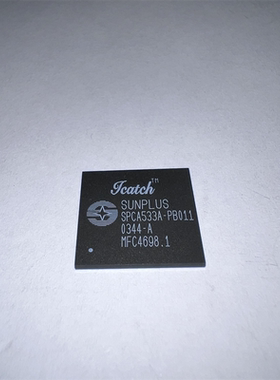 Icatch™
SUNPLUS
SPCA533A-PB011
0344-A
MFC4698.1